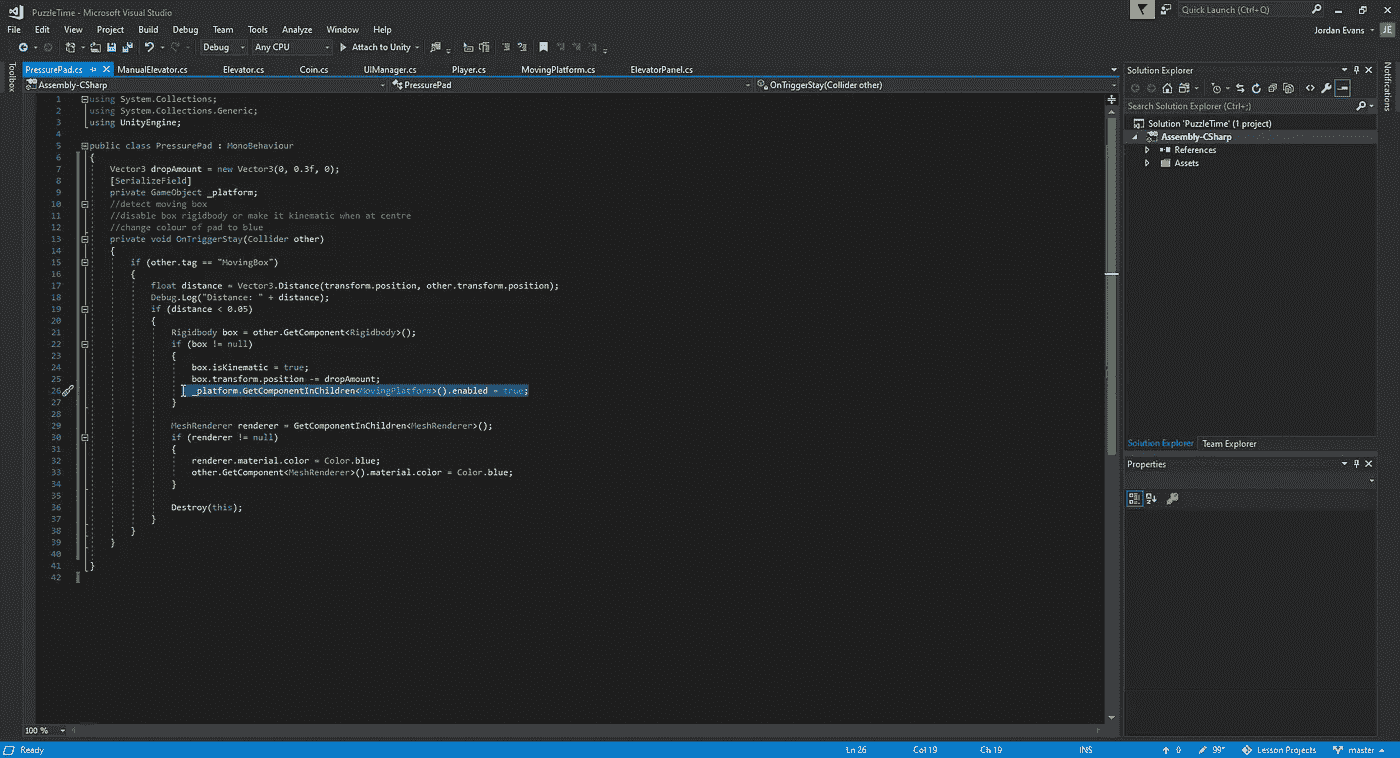 PuzzleTime - Microsoft Visual Studio
Quick Launch (Ctrl+Q)
File Edit View Project Build Debug Team Tools Analyze Window Help
Jordan Evans JE
Debug Any CPU Attach to Unity
Toolbox
Notifications
PressurePad.cs ManualElevator.cs Elevator.cs Coin.cs UIManager.cs Player.cs MovingPlatform.cs ElevatorPanel.cs
Assembly-CSharp PressurePad OnTriggerStay(Collider other)
1 using System.Collections;
2 using System.Collections.Generic;
3 using UnityEngine;
4
5 public class PressurePad : MonoBehaviour
6 {
7 Vector3 dropAmount = new Vector3(0, 0.3f, 0);
8 [SerializeField]
9 private GameObject _platform;
10 //detect moving box
11 //disable box rigidbody or make it kinematic when at centre
12 //change colour of pad to blue
13 private void OnTriggerStay(Collider other)
14 {
15 if (other.tag == "MovingBox")
16 {
17 float distance = Vector3.Distance(transform.position, other.transform.position);
18 Debug.Log("Distance: " + distance);
19 if (distance < 0.05)
20 {
21 Rigidbody box = other.GetComponent<Rigidbody>();
22 if (box != null)
23 {
24 box.isKinematic = true;
25 box.transform.position -= dropAmount;
26 _platform.GetComponentInChildren<MovingPlatform>().enabled = true;
27 }
28
29 MeshRenderer renderer = GetComponentInChildren<MeshRenderer>();
30 if (renderer != null)
31 {
32 renderer.material.color = Color.blue;
33 other.GetComponent<MeshRenderer>().material.color = Color.blue;
34 }
35
36 Destroy(this);
37 }
38 }
39 }
40
41 }
42
100 %
Solution Explorer
Search Solution Explorer (Ctrl+;)
Solution 'PuzzleTime' (1 project)
Assembly-CSharp
References
Assets
Solution Explorer Team Explorer
Properties
Ready Ln 26 Col 19 Ch 19 INS 0 99* Lesson Projects master